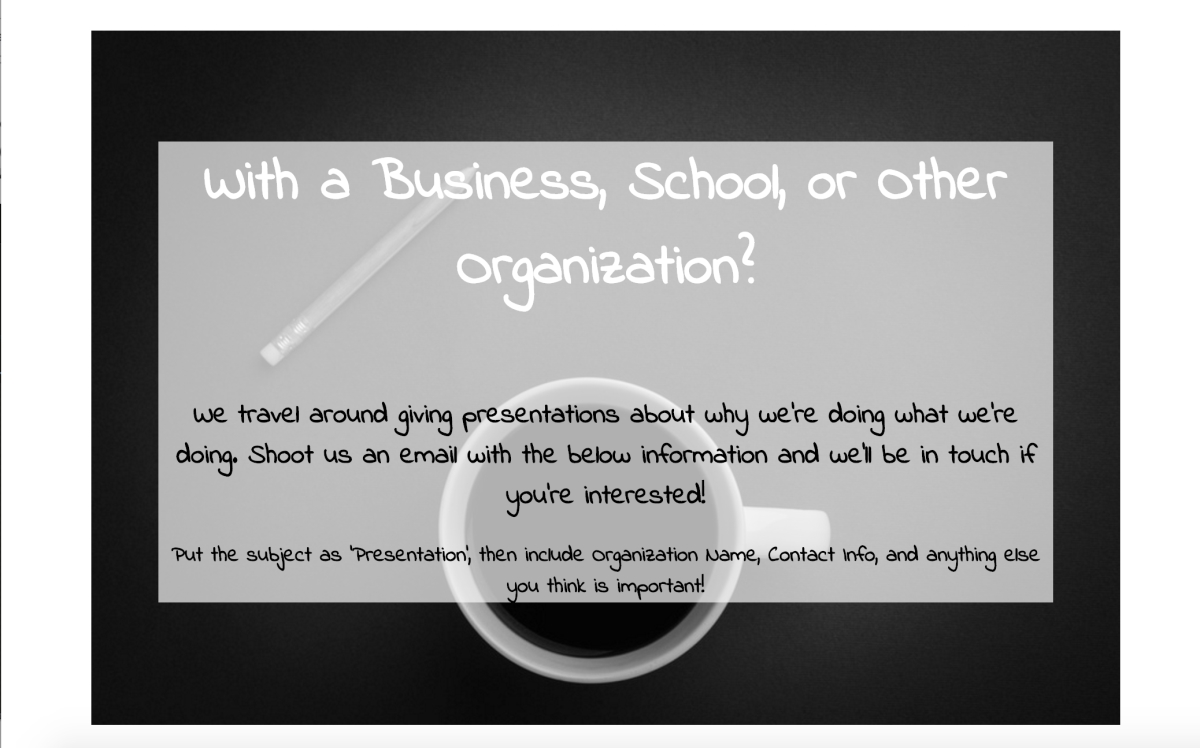 With a Business, School, or Other
Organization?
We travel around giving presentations about why we're doing what we're
doing. Shoot us an email with the below information and we'll be in touch if
you're interested!
Put the subject as 'Presentation', then include Organization Name, Contact Info, and anything else
you think is important!